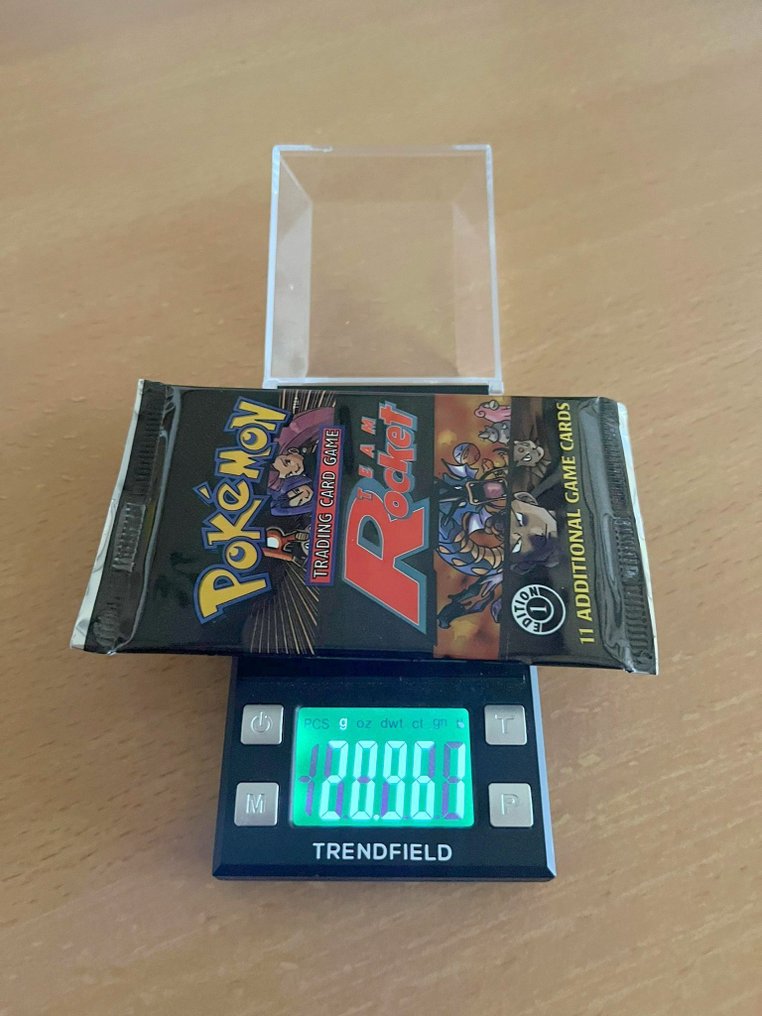 POKéMON
TRADING CARD GAME
TEAM
Rocket
EDITION
1
11 ADDITIONAL GAME CARDS
PCS g oz dwt ct gn
T
M
P
TRENDFIELD